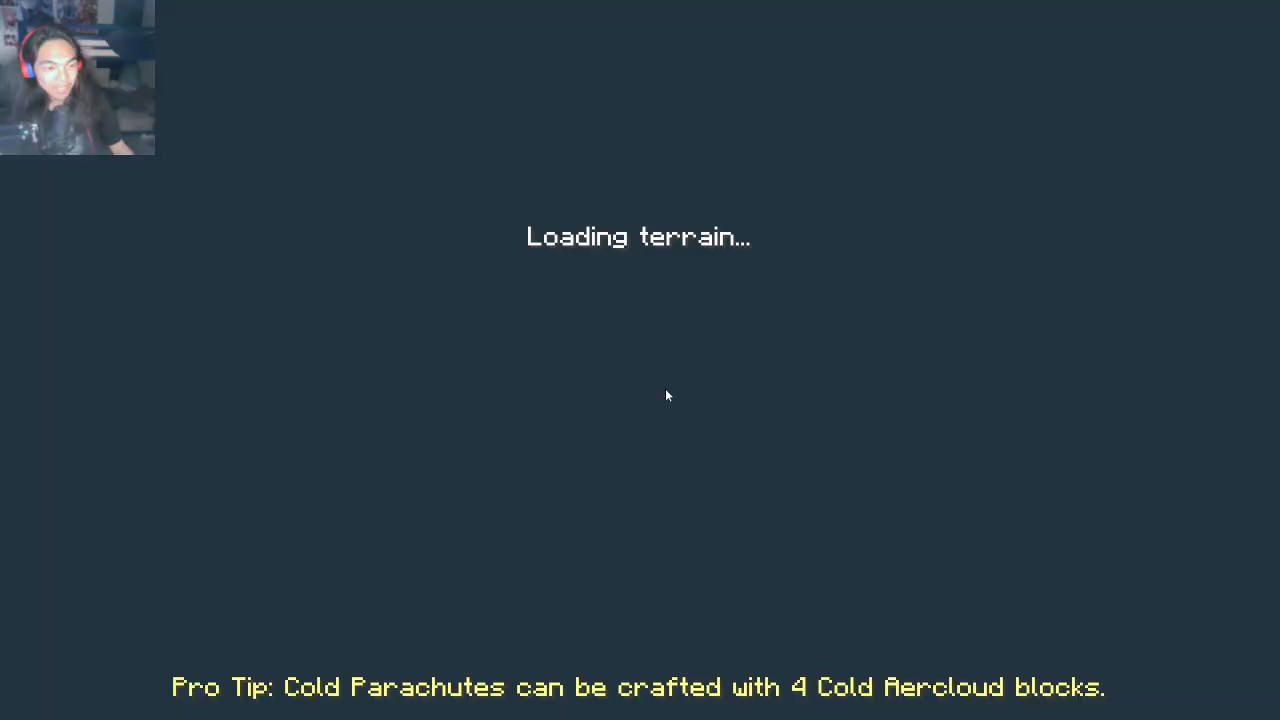 Loading terrain...
Pro Tip: Cold Parachutes can be crafted with 4 Cold Aercloud blocks.